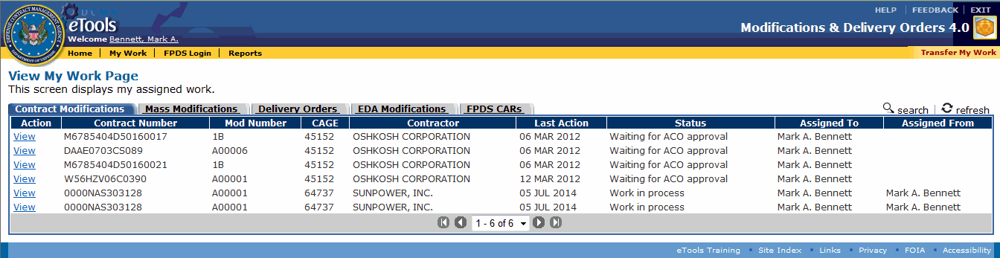 HELP | FEEDBACK | EXIT
DCMA
eTools
Welcome Bennett, Mark A.
Modifications & Delivery Orders 4.0
DEFENSE CONTRACT MANAGEMENT AGENCY
DEPARTMENT OF DEFENSE
Home | My Work | FPDS Login | Reports
Transfer My Work
View My Work Page
This screen displays my assigned work.
Contract Modifications Mass Modifications Delivery Orders EDA Modifications FPDS CARs search | refresh
Action Contract Number Mod Number CAGE Contractor Last Action Status Assigned To Assigned From
View M6785404D50160017 1B 45152 OSHKOSH CORPORATION 06 MAR 2012 Waiting for ACO approval Mark A. Bennett
View DAAE0703CS089 A00006 45152 OSHKOSH CORPORATION 06 MAR 2012 Waiting for ACO approval Mark A. Bennett
View M6785404D50160021 1B 45152 OSHKOSH CORPORATION 06 MAR 2012 Waiting for ACO approval Mark A. Bennett
View W56HZV06C0390 A00001 45152 OSHKOSH CORPORATION 12 MAR 2012 Waiting for ACO approval Mark A. Bennett
View 0000NAS303128 A00001 64737 SUNPOWER, INC. 05 JUL 2014 Work in process Mark A. Bennett Mark A. Bennett
View 0000NAS303128 A00001 64737 SUNPOWER, INC. 05 JUL 2014 Work in process Mark A. Bennett Mark A. Bennett
1 - 6 of 6
eTools Training • Site Index • Links • Privacy • FOIA • Accessibility